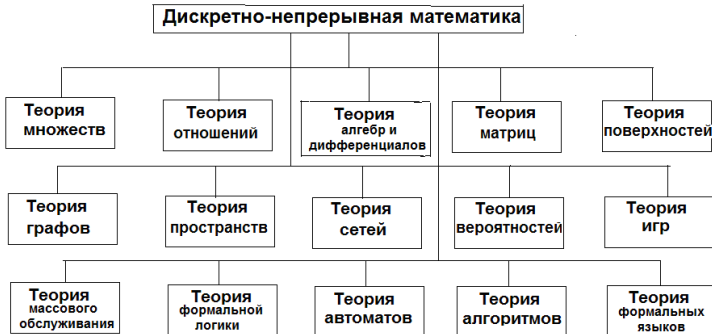 Дискретно-непрерывная математика
Теория
множеств
Теория
отношений
Теория
алгебр и
дифференциалов
Теория
матриц
Теория
поверхностей
Теория
графов
Теория
пространств
Теория
сетей
Теория
вероятностей
Теория
игр
Теория
массового
обслуживания
Теория
формальной
логики
Теория
автоматов
Теория
алгоритмов
Теория
формальных
языков